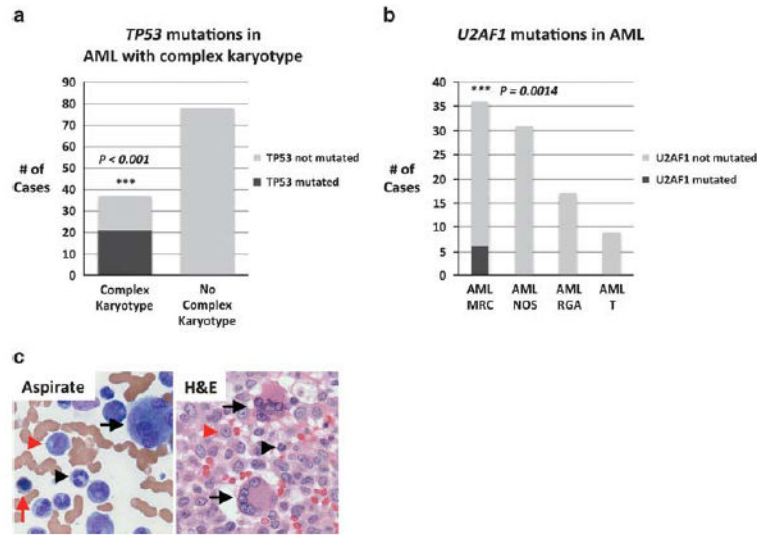 a
TP53 mutations in
AML with complex karyotype
90
80
70
60
50
40
30
20
10
0
# of
Cases
P < 0.001
***
TP53 not mutated
TP53 mutated
Complex
Karyotype
No
Complex
Karyotype
b
U2AF1 mutations in AML
40
35
30
25
20
15
10
5
0
# of
Cases
*** P = 0.0014
U2AF1 not mutated
U2AF1 mutated
AML
MRC
AML
NOS
AML
RGA
AML
T
c
Aspirate
H&E